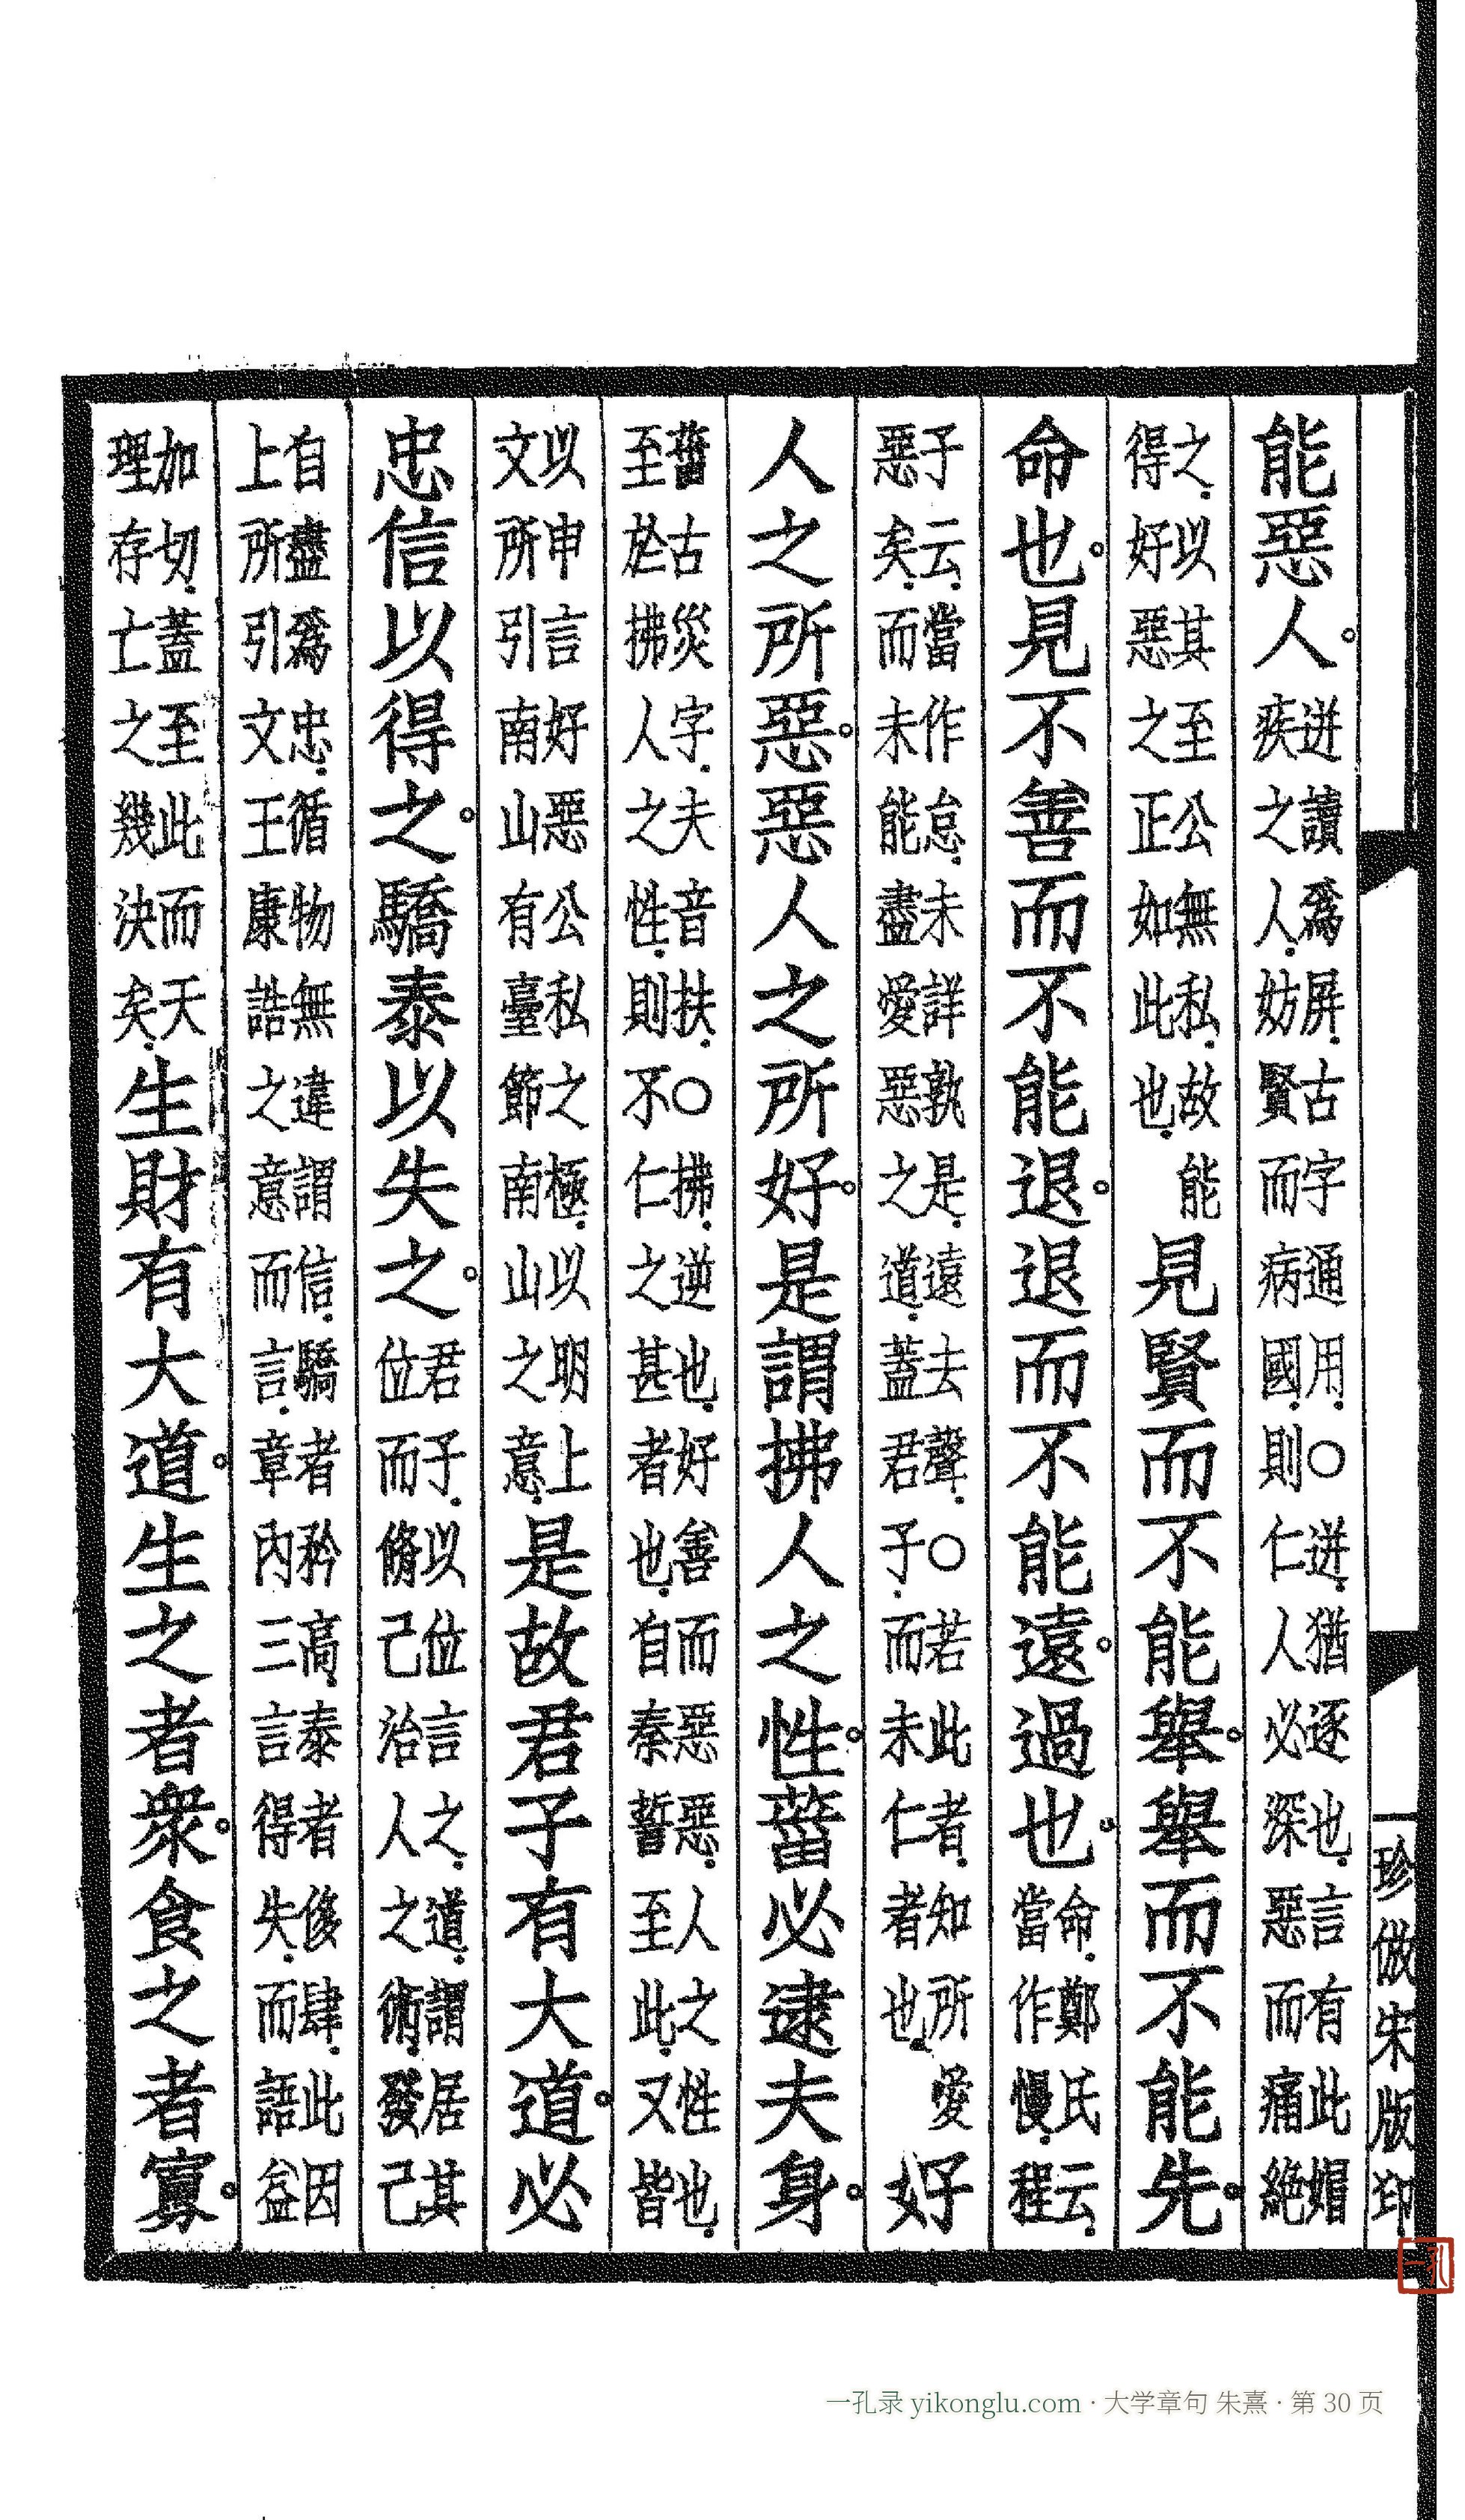 能惡人。迸讀爲屏.古字通用.○迸.猶逐也.言有此媢疾之人.妨賢而病國.則仁人必深惡而痛絶
之.以其至公無私.故能得好惡之正如此也.見賢而不能舉。舉而不能先。
命也。見不善而不能退。退而不能遠。過也。命.鄭氏云.當作慢.程
子云.當作怠.未詳孰是.遠去聲.○若此者.知所愛惡矣.而未能盡愛惡之道.蓋君子.而未仁者也.好
人之所惡。惡人之所好。是謂拂人之性。菑必逮夫身。
菑古災字.夫音扶.○拂.逆也.好善而惡惡.人之性也.至於拂人之性.則不仁之甚者也.自秦誓至此.又皆
以申言好惡公私之極.以明上文所引南山有臺節南山之意.是故君子有大道。必
忠信以得之。驕泰以失之。君子.以位言之.道.謂居其位而脩己治人之術.發己
自盡爲忠.循物無違謂信.驕者矜高.泰者侈肆.此因上所引文王康誥之意而言.章內三言得失.而語益
加切.蓋至此而天理存亡之幾決矣.生財有大道。生之者衆。食之者寡。
珍倣宋版印
一孔
一孔录 yikonglu.com · 大学章句 朱熹 · 第 30 页